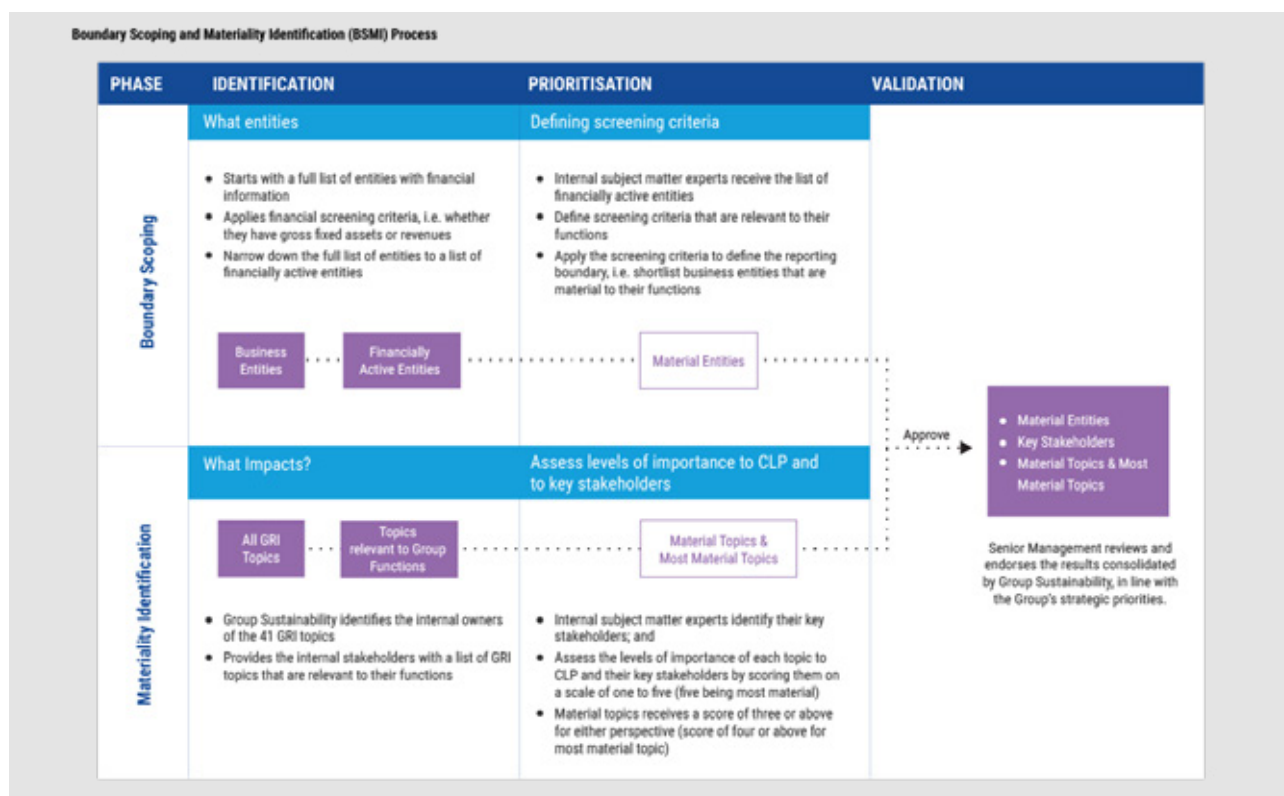 Boundary Scoping and Materiality Identification (BSMI) Process
PHASE
IDENTIFICATION
PRIORITISATION
VALIDATION
Boundary Scoping
What entities
• Starts with a full list of entities with financial
information
• Applies financial screening criteria, i.e. whether
they have gross fixed assets or revenues
• Narrow down the full list of entities to a list of
financially active entities
Business
Entities
Financially
Active Entities
Defining screening criteria
• Internal subject matter experts receive the list of
financially active entities
• Define screening criteria that are relevant to their
functions
• Apply the screening criteria to define the reporting
boundary, i.e. shortlist business entities that are
material to their functions
Material Entities
Materiality Identification
What Impacts?
All GRI
Topics
Topics
relevant to Group
Functions
• Group Sustainability identifies the internal owners
of the 41 GRI topics
• Provides the internal stakeholders with a list of GRI
topics that are relevant to their functions
Assess levels of importance to CLP and
to key stakeholders
Material Topics &
Most Material Topics
• Internal subject matter experts identify their key
stakeholders; and
• Assess the levels of importance of each topic to
CLP and their key stakeholders by scoring them on
a scale of one to five (five being most material)
• Material topics receives a score of three or above
for either perspective (score of four or above for
most material topic)
Approve
• Material Entities
• Key Stakeholders
• Material Topics & Most
Material Topics
Senior Management reviews and
endorses the results consolidated
by Group Sustainability, in line with
the Group's strategic priorities.